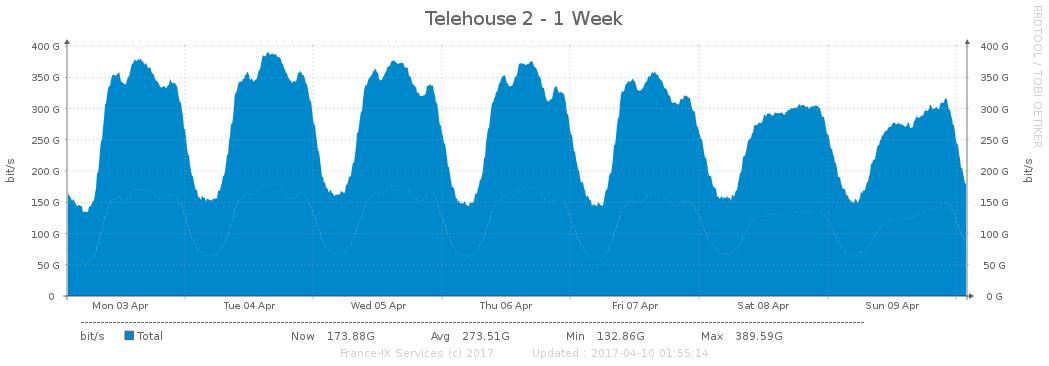 Telehouse 2 - 1 Week
RRDTOOL / TOBI OETIKER
bit/s
400 G 400 G
350 G 350 G
300 G 300 G
250 G 250 G
200 G 200 G
150 G 150 G
100 G 100 G
50 G 50 G
0 0 G
bit/s
Mon 03 Apr Tue 04 Apr Wed 05 Apr Thu 06 Apr Fri 07 Apr Sat 08 Apr Sun 09 Apr
bit/s Total Now 173.88G Avg 273.51G Min 132.86G Max 389.59G
France-IX Services (c) 2017 Updated : 2017-04-10 01:55:14